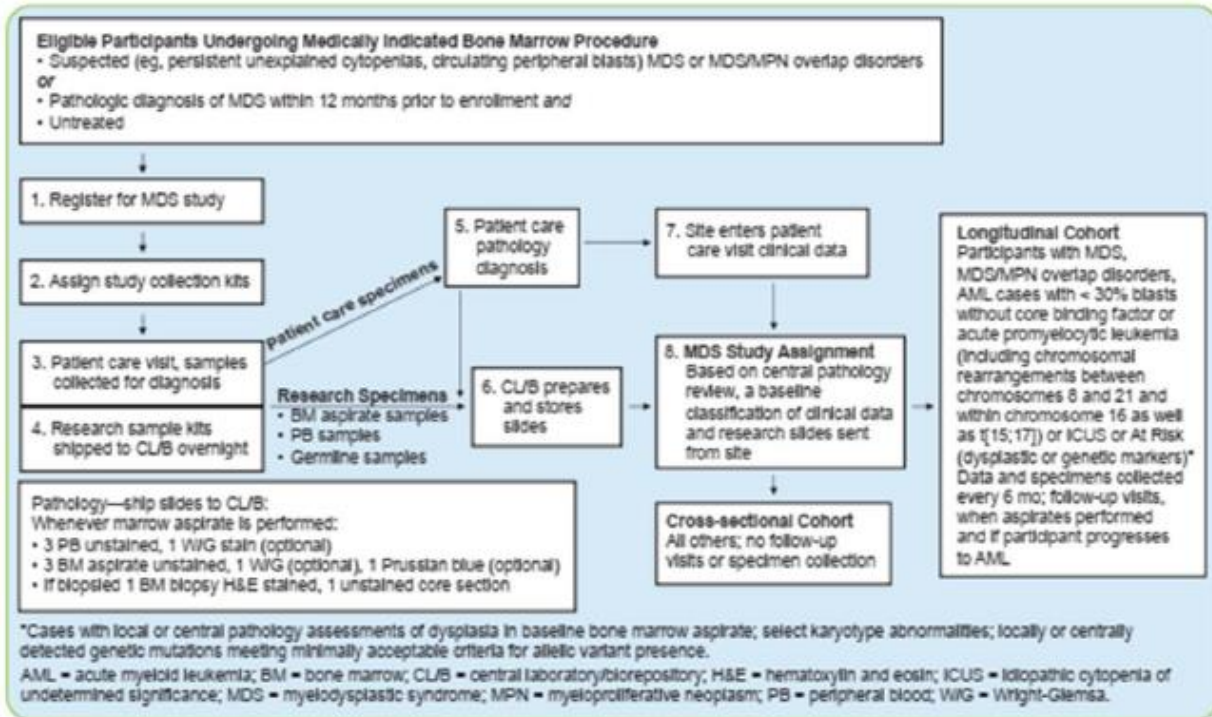 Eligible Participants Undergoing Medically Indicated Bone Marrow Procedure
• Suspected (eg, persistent unexplained cytopenias, circulating peripheral blasts) MDS or MDS/MPN overlap disorders
or
• Pathologic diagnosis of MDS within 12 months prior to enrollment and
• Untreated
1. Register for MDS study
2. Assign study collection kits
3. Patient care visit, samples
collected for diagnosis
4. Research sample kits
shipped to CL/B overnight
Patient care specimens
Research Specimens
• BM aspirate samples
• PB samples
• Germline samples
5. Patient care
pathology
diagnosis
6. CL/B prepares
and stores
slides
7. Site enters patient
care visit clinical data
8. MDS Study Assignment
Based on central pathology
review, a baseline
classification of clinical data
and research slides sent
from site
Cross-sectional Cohort
All others; no follow-up
visits or specimen collection
Longitudinal Cohort
Participants with MDS,
MDS/MPN overlap disorders,
AML cases with < 30% blasts
without core binding factor or
acute promyelocytic leukemia
(including chromosomal
rearrangements between
chromosomes 8 and 21 and
within chromosome 16 as well
as t[15;17]) or ICUS or At Risk
(dysplastic or genetic markers)*
Data and specimens collected
every 6 mo; follow-up visits,
when aspirates performed
and if participant progresses
to AML
Pathology—ship slides to CL/B:
Whenever marrow aspirate is performed:
• 3 PB unstained, 1 W/G stain (optional)
• 3 BM aspirate unstained, 1 W/G (optional), 1 Prussian blue (optional)
• If biopsied 1 BM biopsy H&E stained, 1 unstained core section
*Cases with local or central pathology assessments of dysplasia in baseline bone marrow aspirate; select karyotype abnormalities; locally or centrally
detected genetic mutations meeting minimally acceptable criteria for allelic variant presence.
AML = acute myeloid leukemia; BM = bone marrow; CL/B = central laboratory/biorepository; H&E = hematoxylin and eosin; ICUS = idiopathic cytopenia of
undetermined significance; MDS = myelodysplastic syndrome; MPN = myeloproliferative neoplasm; PB = peripheral blood; W/G = Wright-Giemsa.